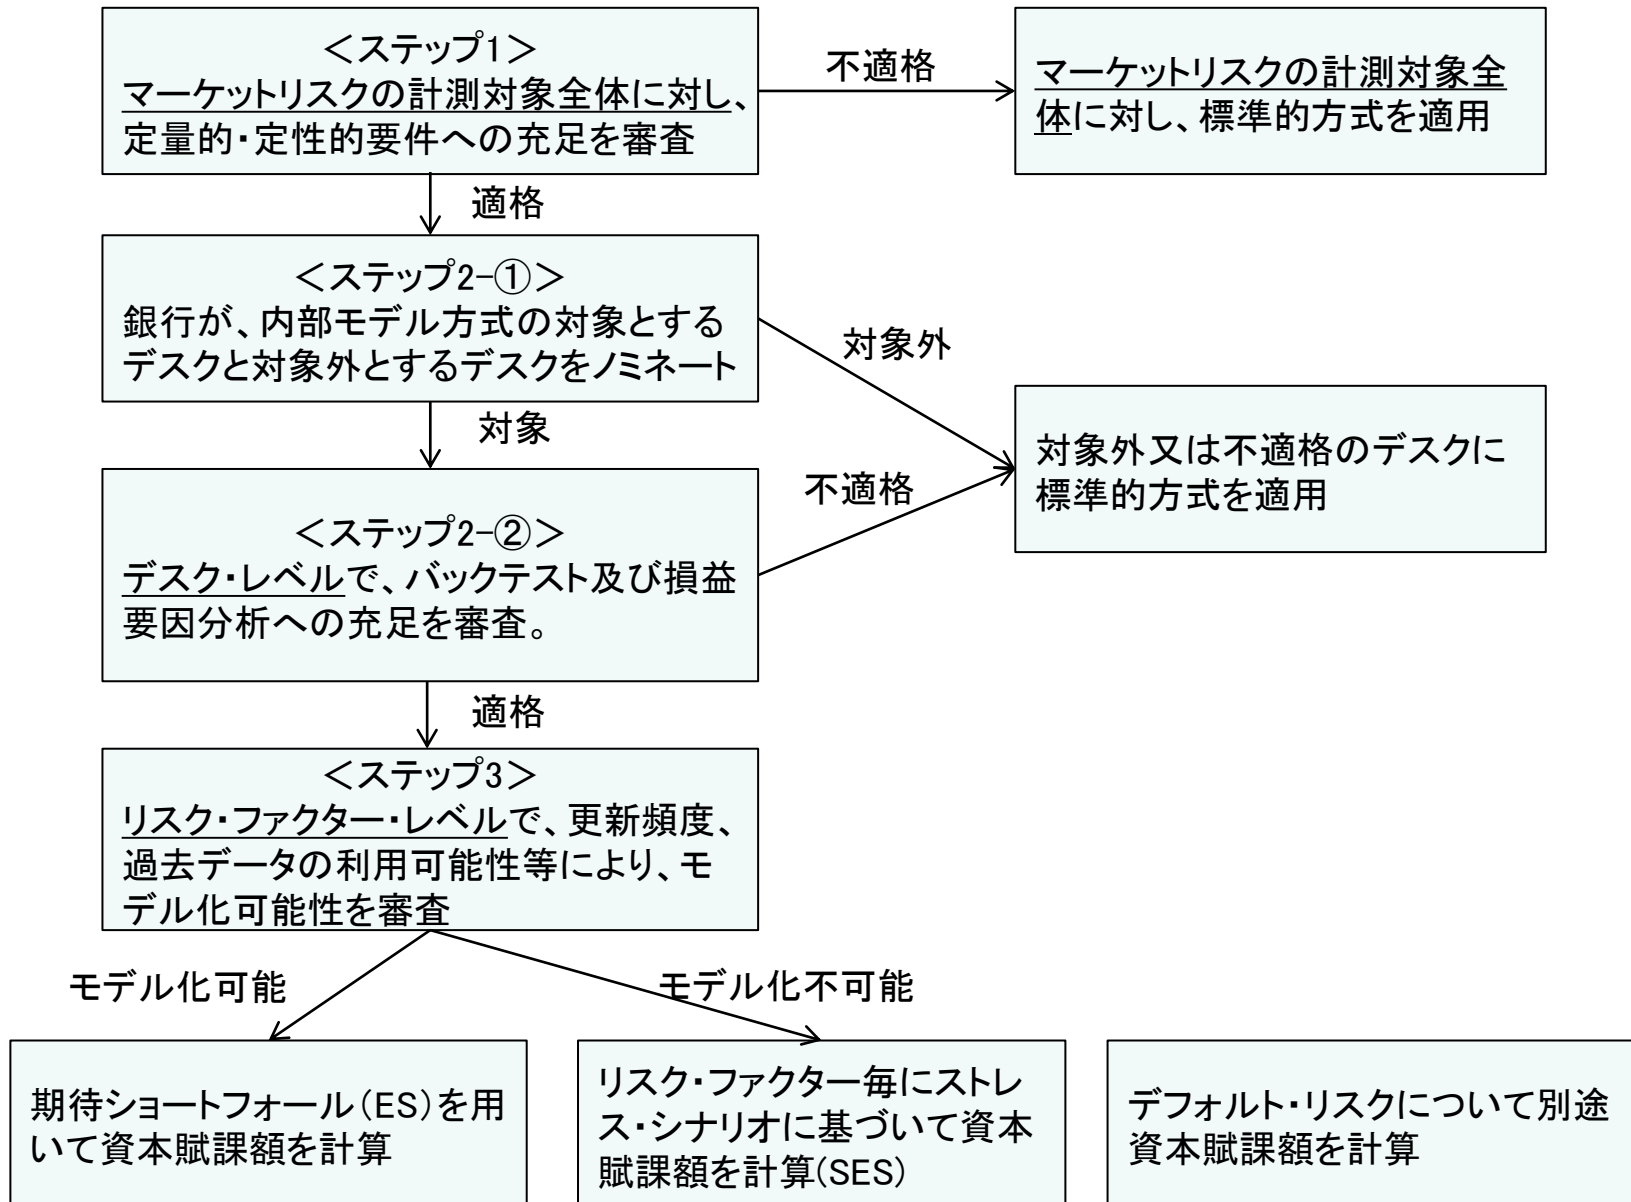 ＜ステップ1＞
マーケットリスクの計測対象全体に対し、
定量的・定性的要件への充足を審査
不適格
マーケットリスクの計測対象全
体に対し、標準的方式を適用
適格
＜ステップ2-①＞
銀行が、内部モデル方式の対象とする
デスクと対象外とするデスクをノミネート
対象外
対象
対象外又は不適格のデスクに
標準的方式を適用
不適格
＜ステップ2-②＞
デスク・レベルで、バックテスト及び損益
要因分析への充足を審査。
適格
＜ステップ3＞
リスク・ファクター・レベルで、更新頻度、
過去データの利用可能性等により、モ
デル化可能性を審査
モデル化可能
モデル化不可能
期待ショートフォール（ES）を用
いて資本賦課額を計算
リスク・ファクター毎にストレ
ス・シナリオに基づいて資本
賦課額を計算(SES)
デフォルト・リスクについて別途
資本賦課額を計算